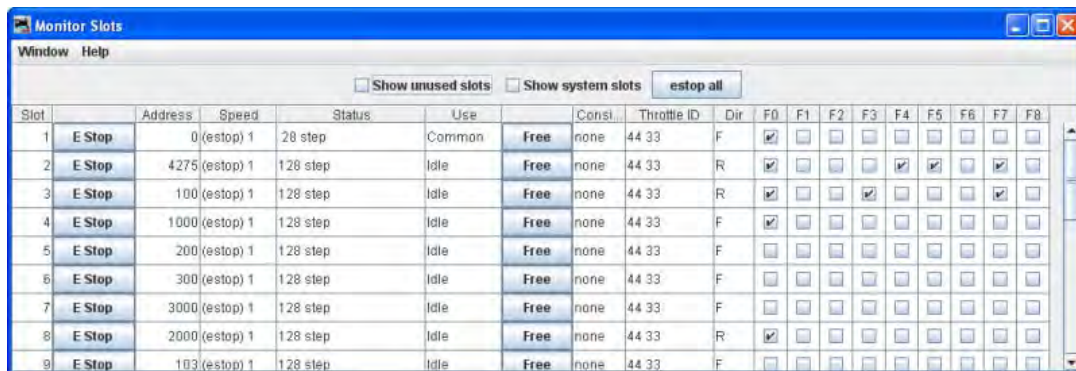 Monitor Slots
Window Help
Show unused slots Show system slots estop all
Slot Address Speed Status Use Consi... Throttle ID Dir F0 F1 F2 F3 F4 F5 F6 F7 F8
1 E Stop 0 (estop) 1 28 step Common Free none 44 33 F
2 E Stop 4275 (estop) 1 128 step Idle Free none 44 33 R
3 E Stop 100 (estop) 1 128 step Idle Free none 44 33 R
4 E Stop 1000 (estop) 1 128 step Idle Free none 44 33 F
5 E Stop 200 (estop) 1 128 step Idle Free none 44 33 F
6 E Stop 300 (estop) 1 128 step Idle Free none 44 33 F
7 E Stop 3000 (estop) 1 128 step Idle Free none 44 33 F
8 E Stop 2000 (estop) 1 128 step Idle Free none 44 33 R
9 E Stop 103 (estop) 1 128 step Idle Free none 44 33 F